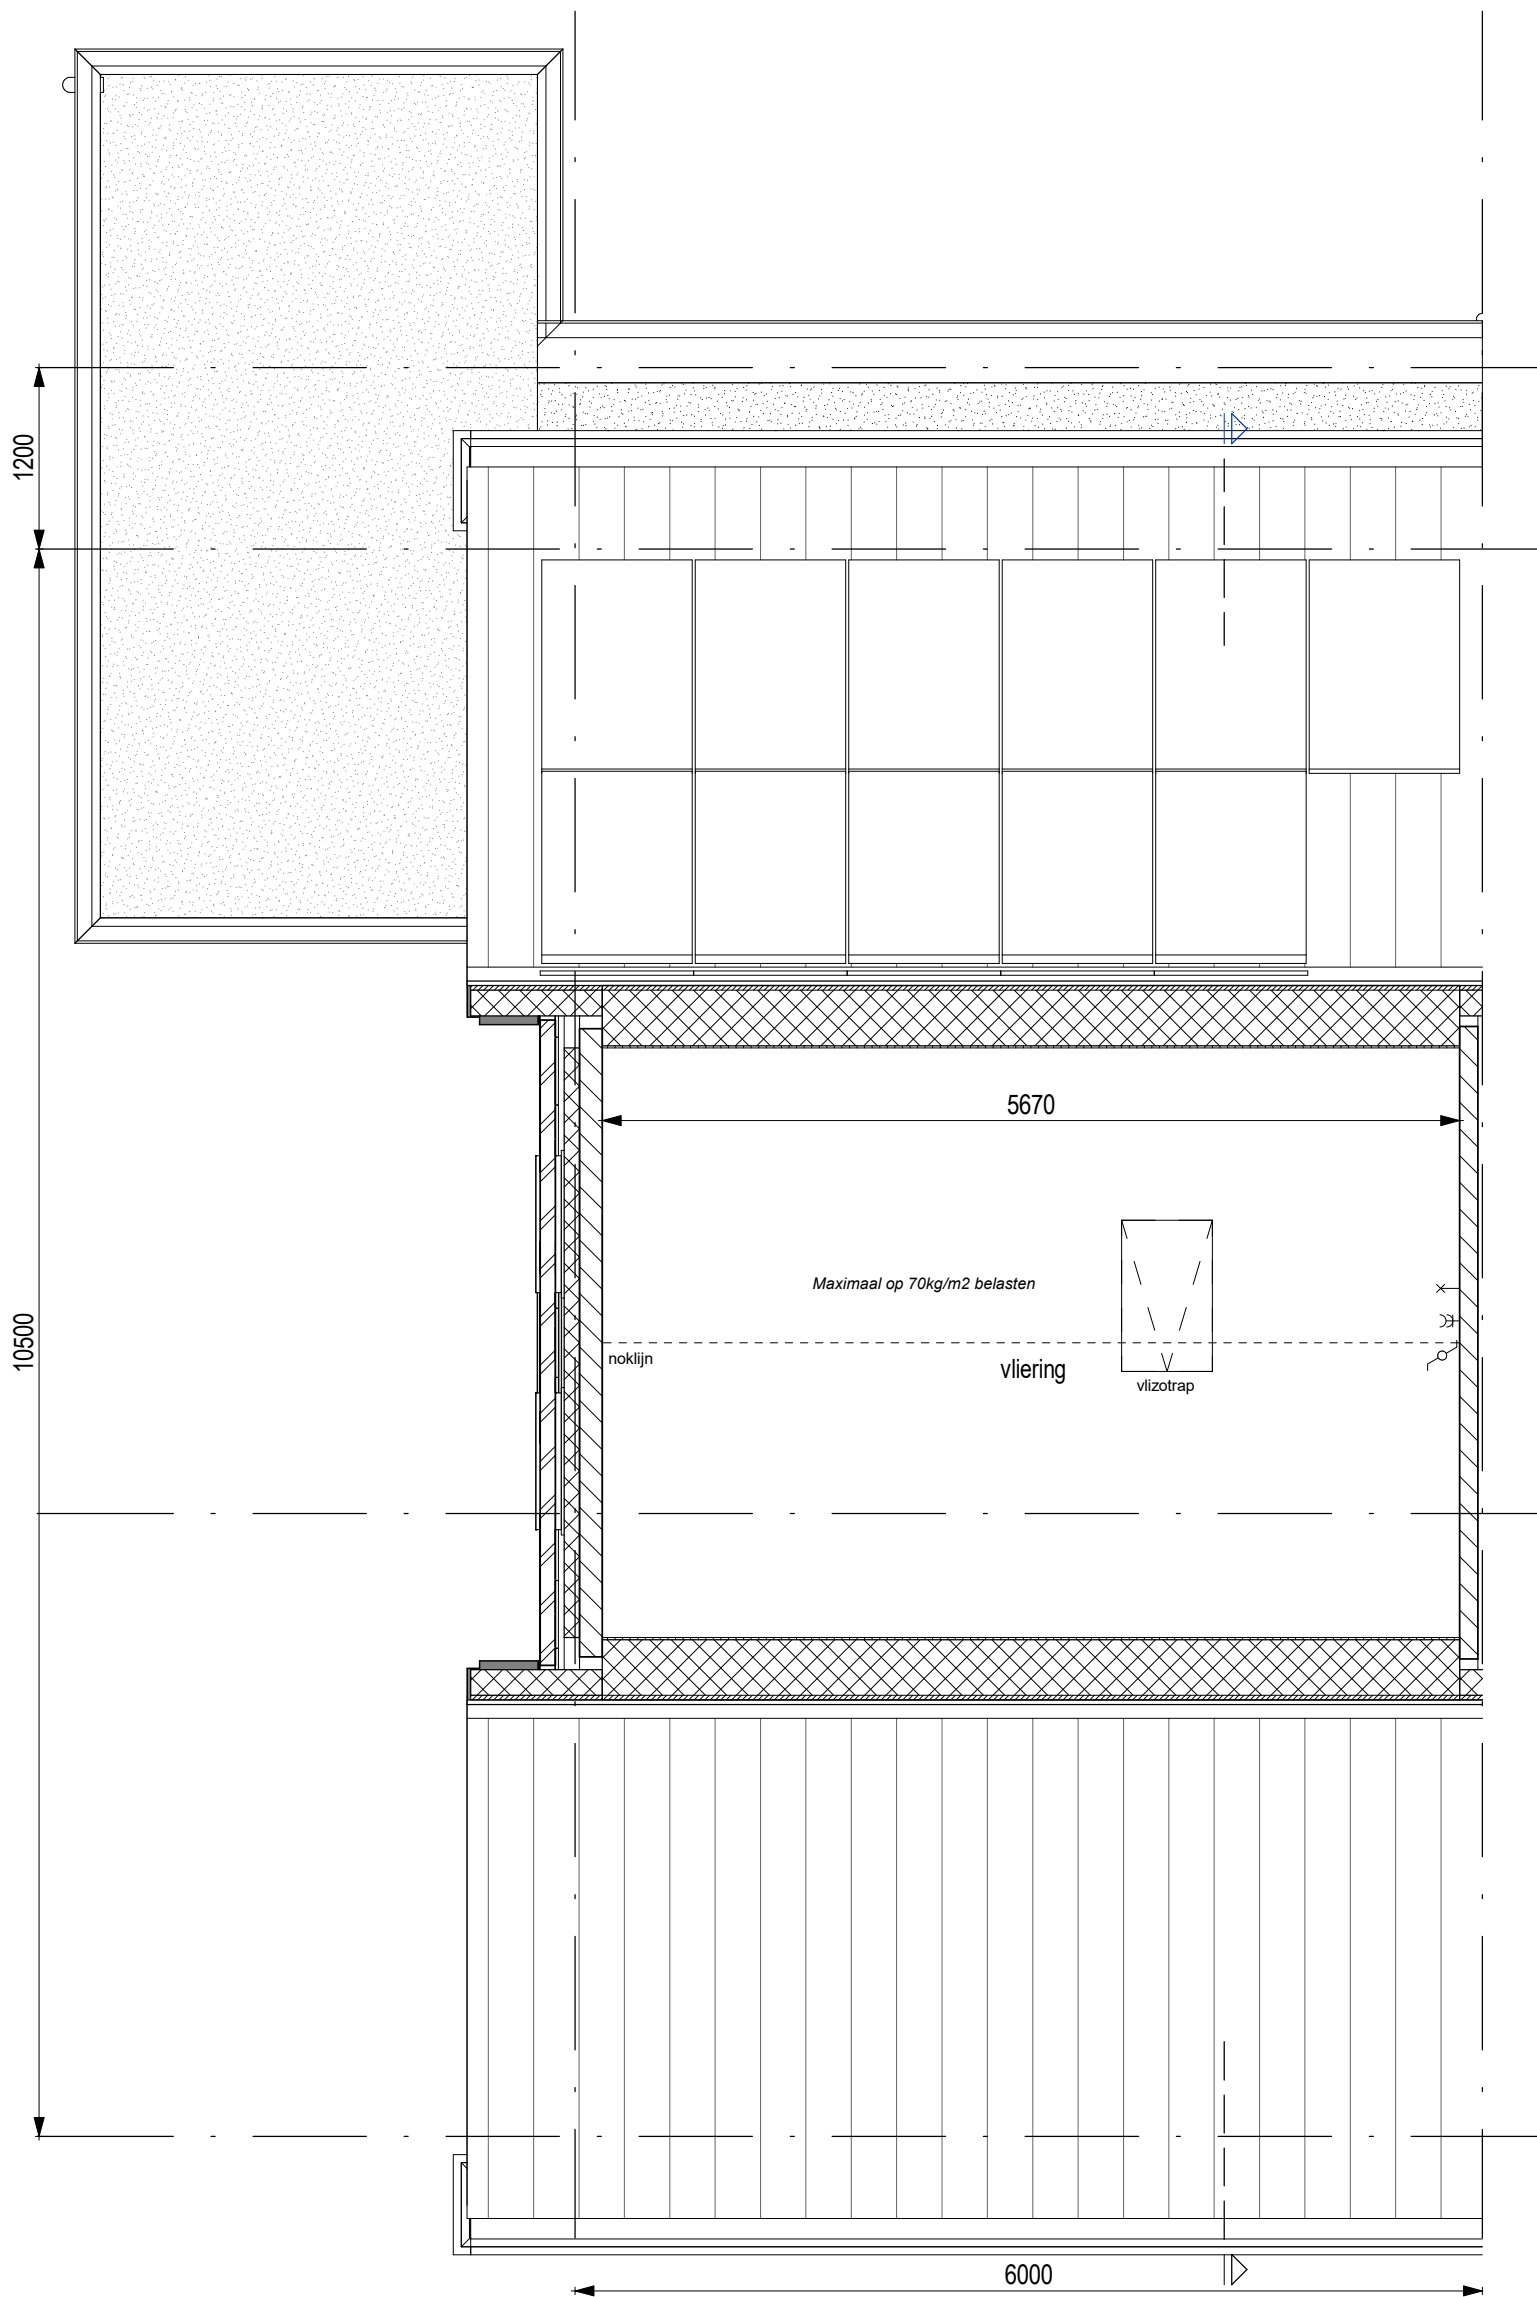 1200
5670
Maximaal op 70kg/m2 belasten
10500
noklijn
vliering
vlizotrap
6000